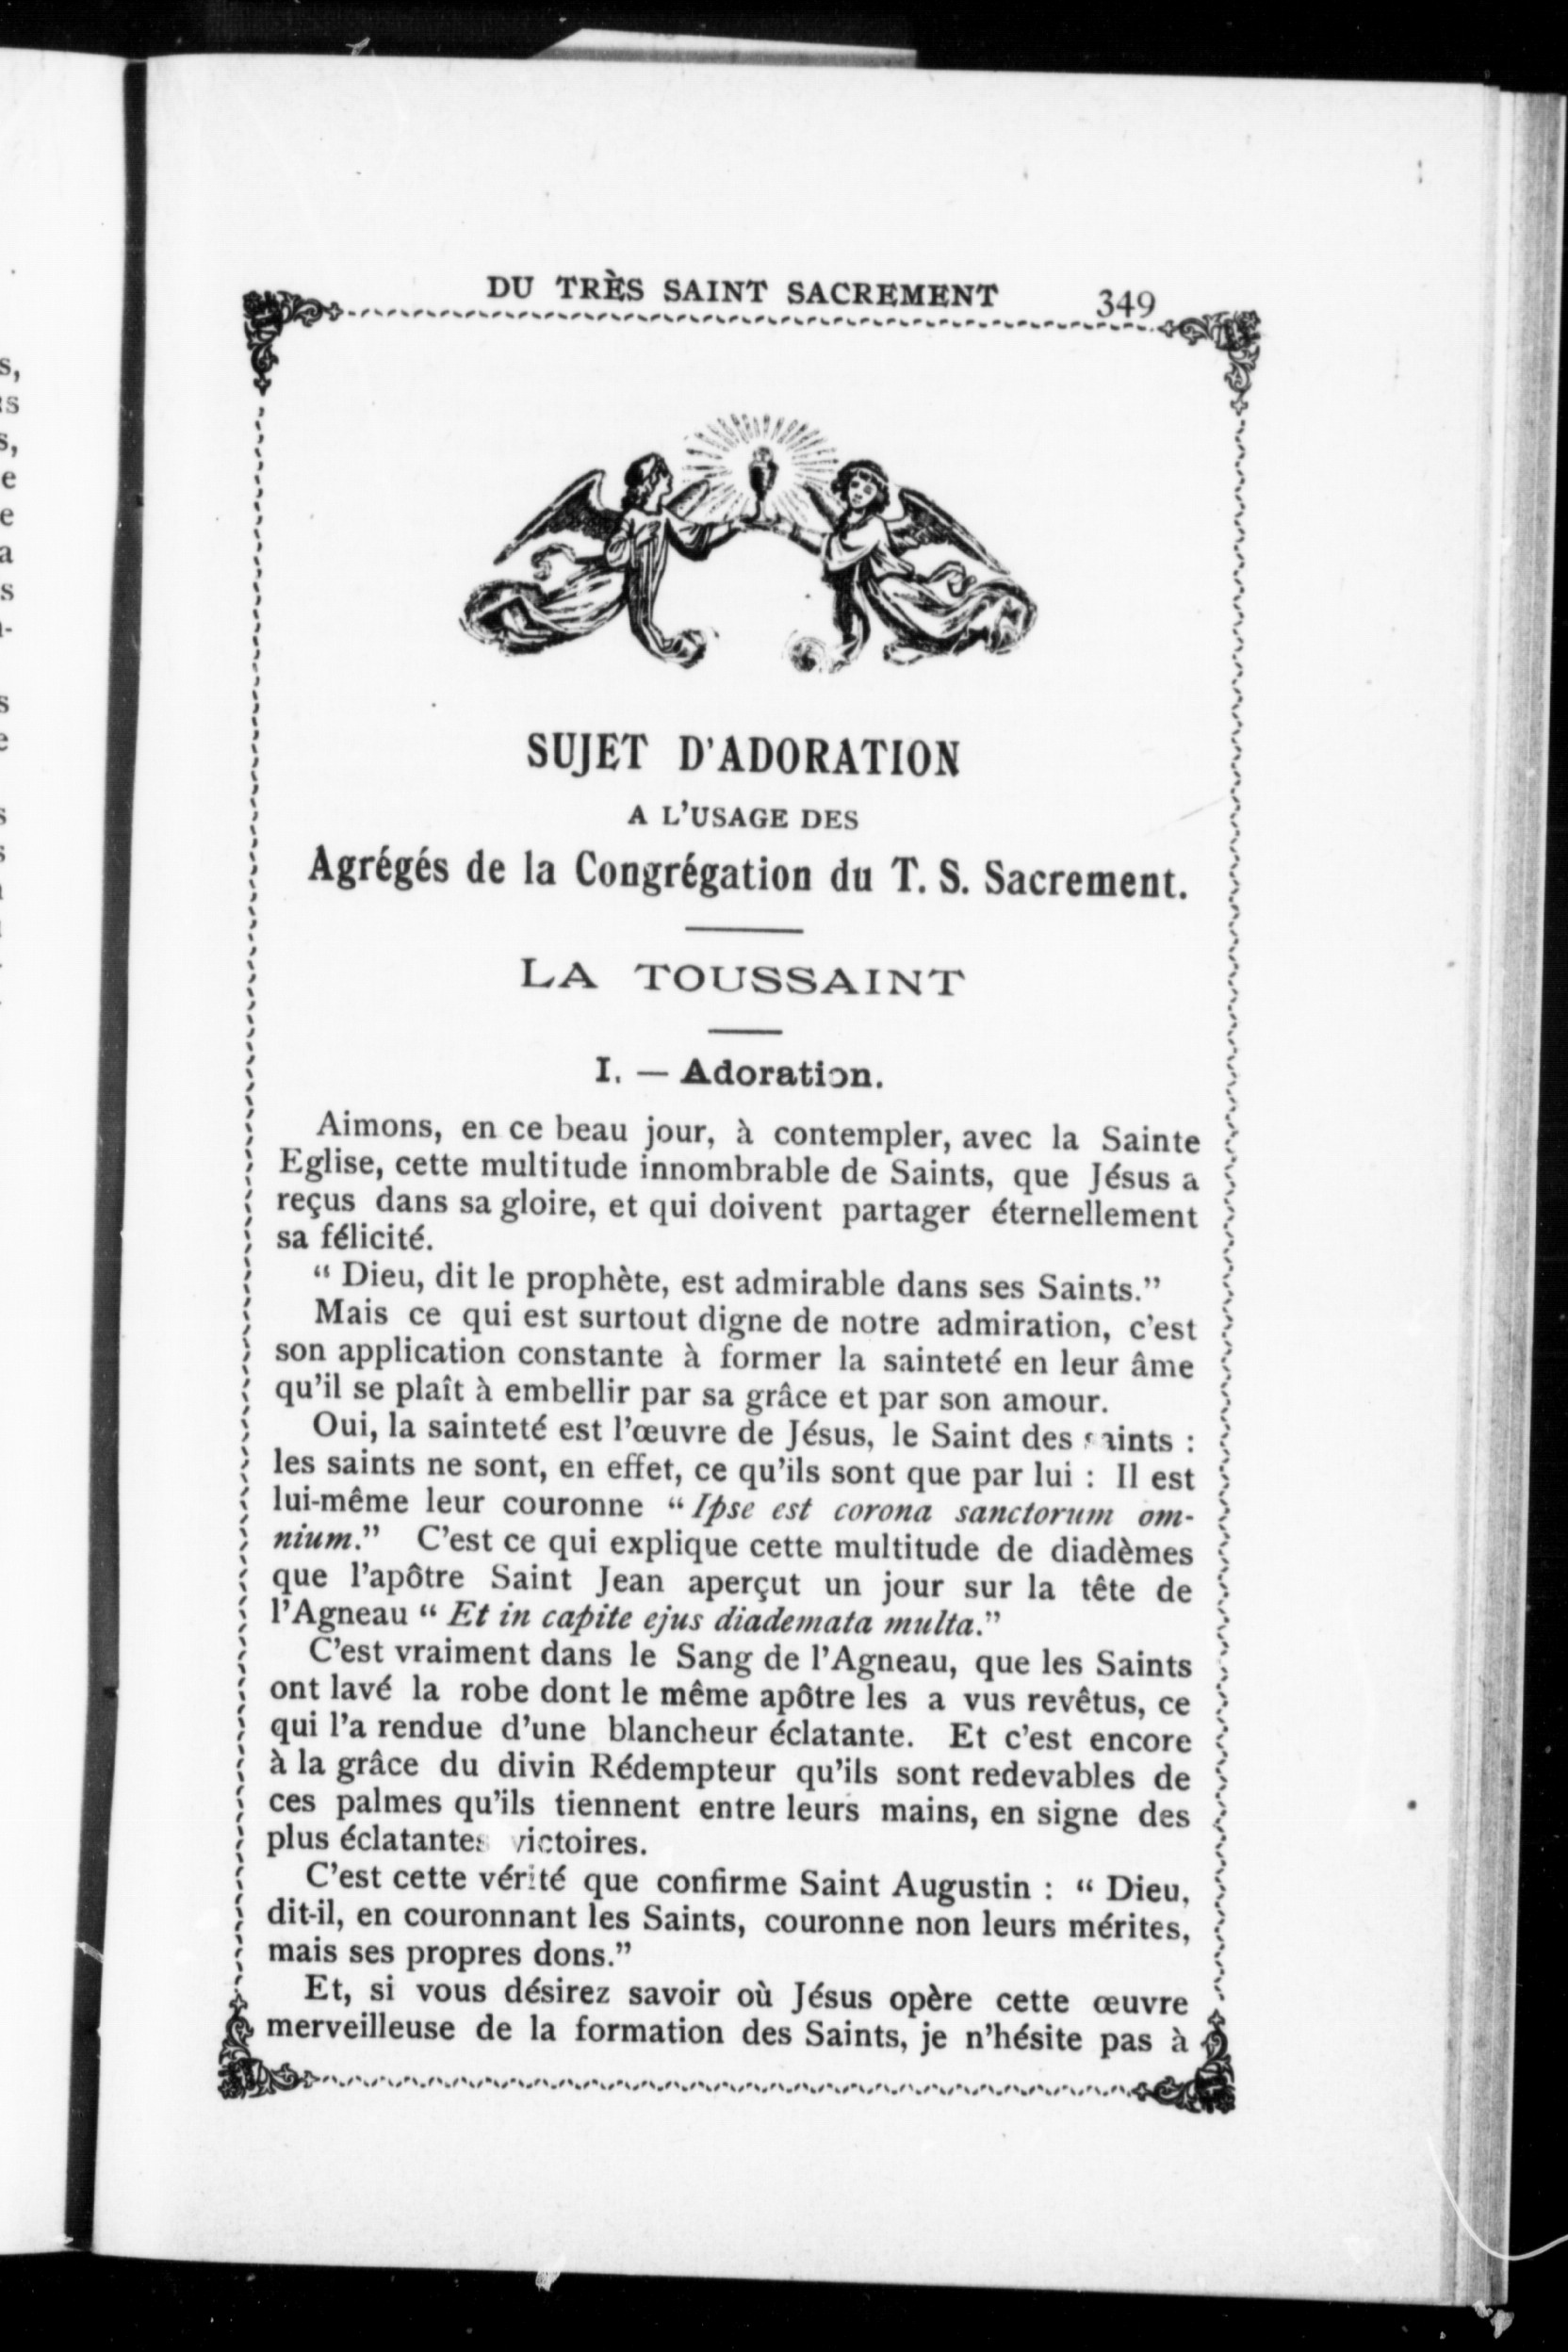 DU TRÈS SAINT SACREMENT 349
SUJET D'ADORATION
A L'USAGE DES
Agrégés de la Congrégation du T. S. Sacrement.
LA TOUSSAINT
I. — Adoration.
Aimons, en ce beau jour, à contempler, avec la Sainte
Eglise, cette multitude innombrable de Saints, que Jésus a
reçus dans sa gloire, et qui doivent partager éternellement
sa félicité.
“ Dieu, dit le prophète, est admirable dans ses Saints.”
Mais ce qui est surtout digne de notre admiration, c'est
son application constante à former la sainteté en leur âme
qu'il se plaît à embellir par sa grâce et par son amour.
Oui, la sainteté est l'œuvre de Jésus, le Saint des saints :
les saints ne sont, en effet, ce qu'ils sont que par lui : Il est
lui-même leur couronne “ Ipse est corona sanctorum om-
nium.” C'est ce qui explique cette multitude de diadèmes
que l'apôtre Saint Jean aperçut un jour sur la tête de
l'Agneau “ Et in capite ejus diademata multa.”
C'est vraiment dans le Sang de l'Agneau, que les Saints
ont lavé la robe dont le même apôtre les a vus revêtus, ce
qui l'a rendue d'une blancheur éclatante. Et c'est encore
à la grâce du divin Rédempteur qu'ils sont redevables de
ces palmes qu'ils tiennent entre leurs mains, en signe des
plus éclatantes victoires.
C'est cette vérité que confirme Saint Augustin : “ Dieu,
dit-il, en couronnant les Saints, couronne non leurs mérites,
mais ses propres dons.”
Et, si vous désirez savoir où Jésus opère cette œuvre
merveilleuse de la formation des Saints, je n'hésite pas à